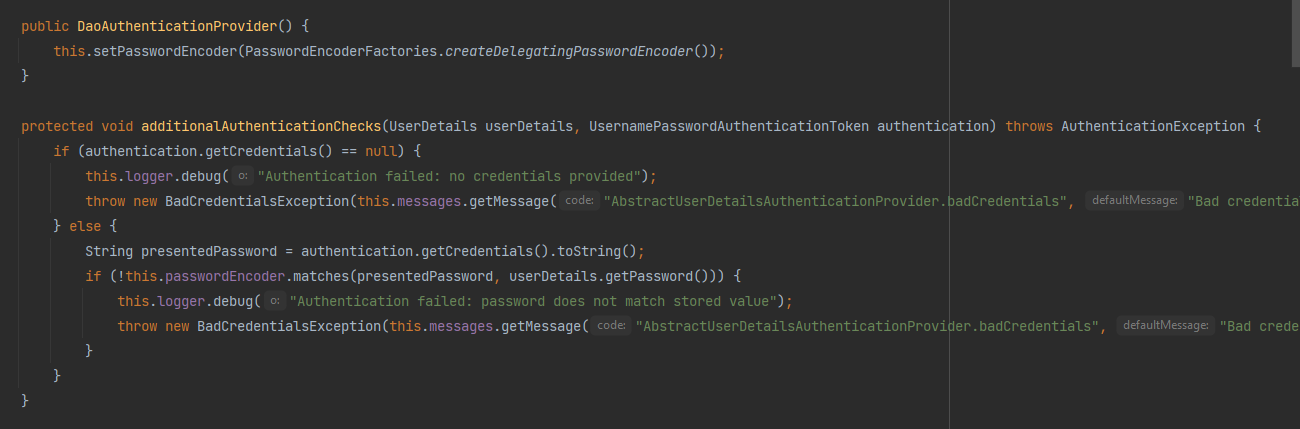 public DaoAuthenticationProvider() {
this.setPasswordEncoder(PasswordEncoderFactories.createDelegatingPasswordEncoder());
}
protected void additionalAuthenticationChecks(UserDetails userDetails, UsernamePasswordAuthenticationToken authentication) throws AuthenticationException {
if (authentication.getCredentials() == null) {
this.logger.debug( o: "Authentication failed: no credentials provided");
throw new BadCredentialsException(this.messages.getMessage( code: "AbstractUserDetailsAuthenticationProvider.badCredentials", defaultMessage: "Bad credentia
} else {
String presentedPassword = authentication.getCredentials().toString();
if (!this.passwordEncoder.matches(presentedPassword, userDetails.getPassword())) {
this.logger.debug( o: "Authentication failed: password does not match stored value");
throw new BadCredentialsException(this.messages.getMessage( code: "AbstractUserDetailsAuthenticationProvider.badCredentials", defaultMessage: "Bad crede
}
}
}